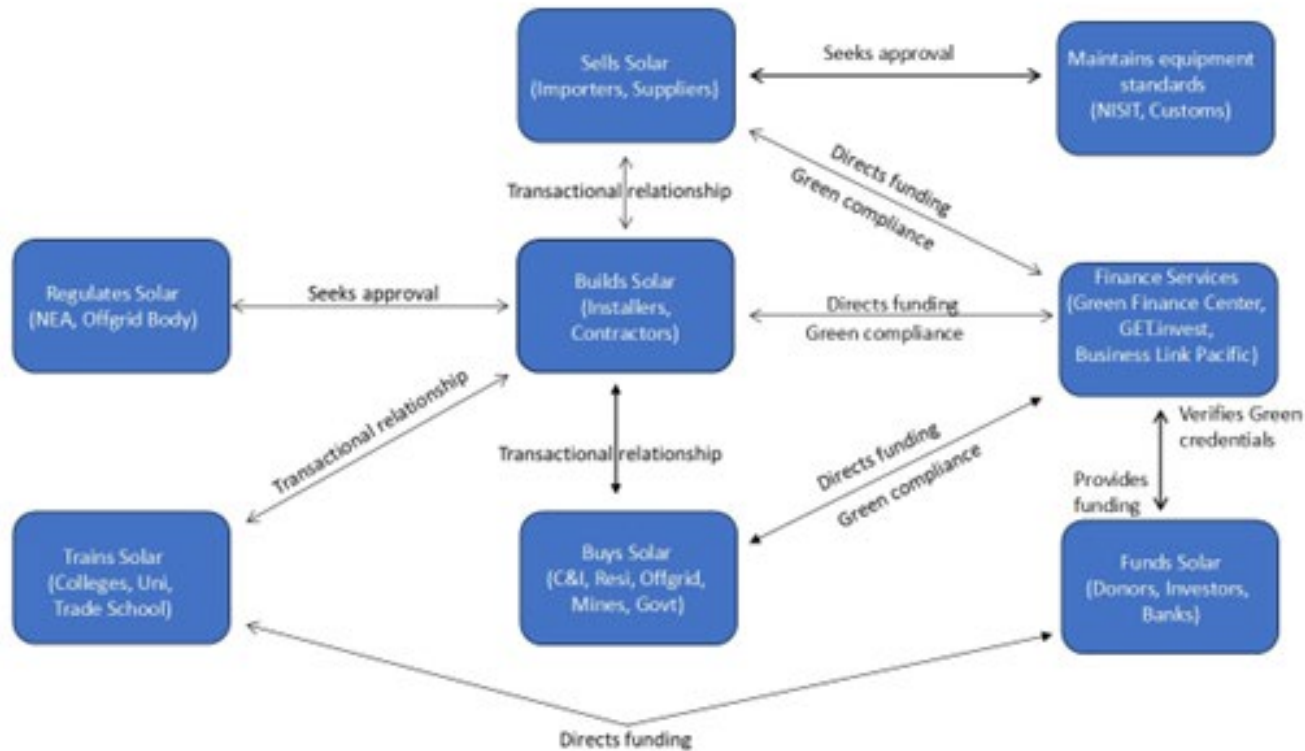 Sells Solar
(Importers, Suppliers)
Seeks approval
Maintains equipment
standards
(NISIT, Customs)
Transactional relationship
Directs funding
Green compliance
Regulates Solar
(NEA, Offgrid Body)
Seeks approval
Builds Solar
(Installers,
Contractors)
Directs funding
Green compliance
Finance Services
(Green Finance Center,
GET.invest,
Business Link Pacific)
Transactional relationship
Transactional relationship
Directs funding
Green compliance
Verifies Green
credentials
Provides
funding
Trains Solar
(Colleges, Uni,
Trade School)
Buys Solar
(C&I, Resi, Offgrid,
Mines, Govt)
Funds Solar
(Donors, Investors,
Banks)
Directs funding